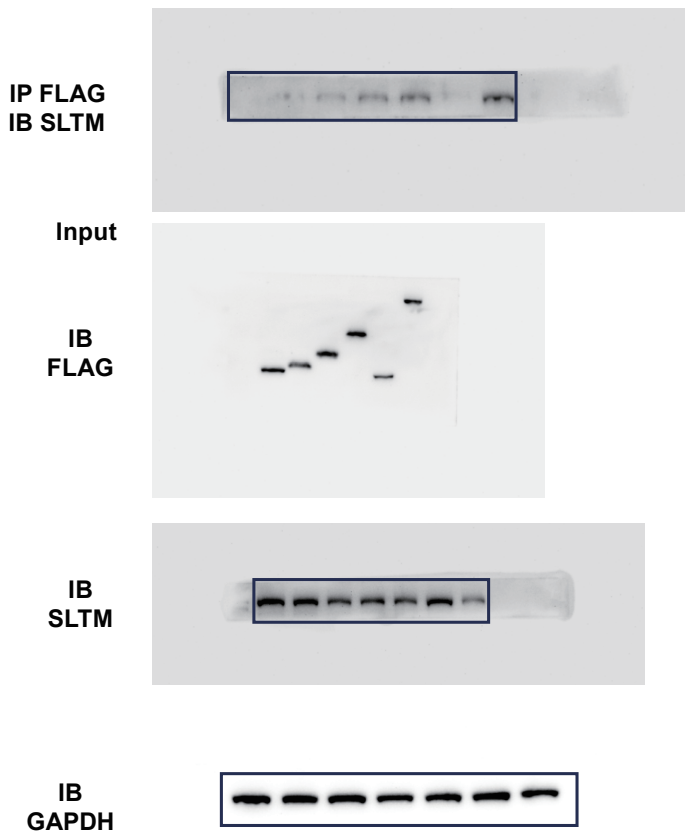 IP FLAG
IB SLTM
Input
IB
FLAG
IB
SLTM
IB
GAPDH